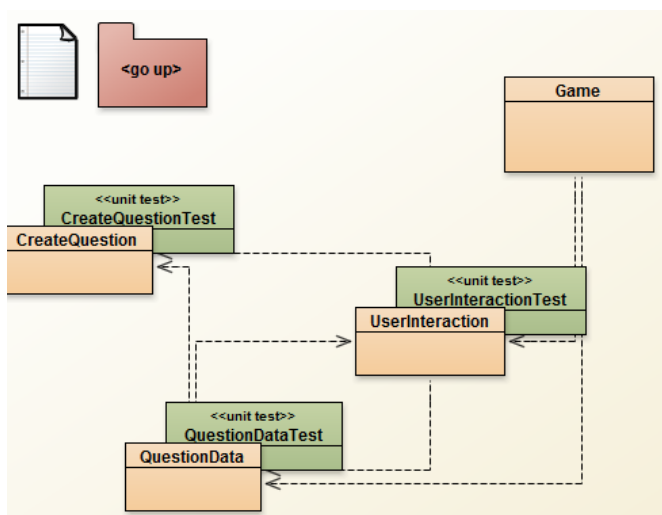 <go up>
Game
<<unit test>>
CreateQuestionTest
CreateQuestion
<<unit test>>
UserInteractionTest
UserInteraction
<<unit test>>
QuestionDataTest
QuestionData